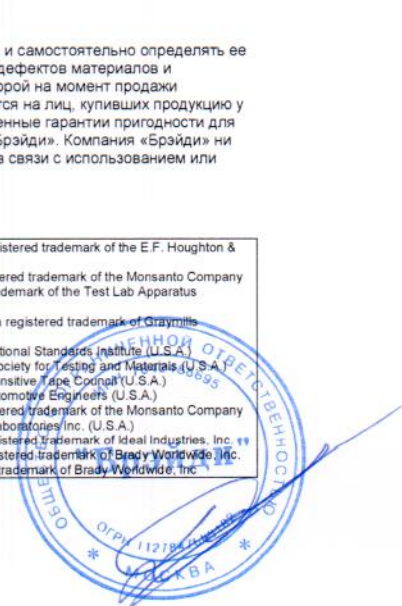 и самостоятельно определять ее
дефектов материалов и
орой на момент продажи
тся на лиц, купивших продукцию у
енные гарантии пригодности для
Брэйди». Компания «Брэйди» ни
в связи с использованием или
istered trademark of the E.F. Houghton &
ered trademark of the Monsanto Company
demark of the Test Lab Apparatus
a registered trademark of Graymills
tional Standards Institute (U.S.A.)
ociety for Testing and Materials (U.S.A.)
nsitive Tape Council (U.S.A.)
omotive Engineers (U.S.A.)
ered trademark of the Monsanto Company
aboratories Inc. (U.S.A.)
istered trademark of Ideal Industries, Inc.
stered trademark of Brady Worldwide, Inc.
trademark of Brady Worldwide, Inc
ОТВЕТСТВЕННОСТЬЮ
"Брэйди"
ОГРН
* МОСКВА *